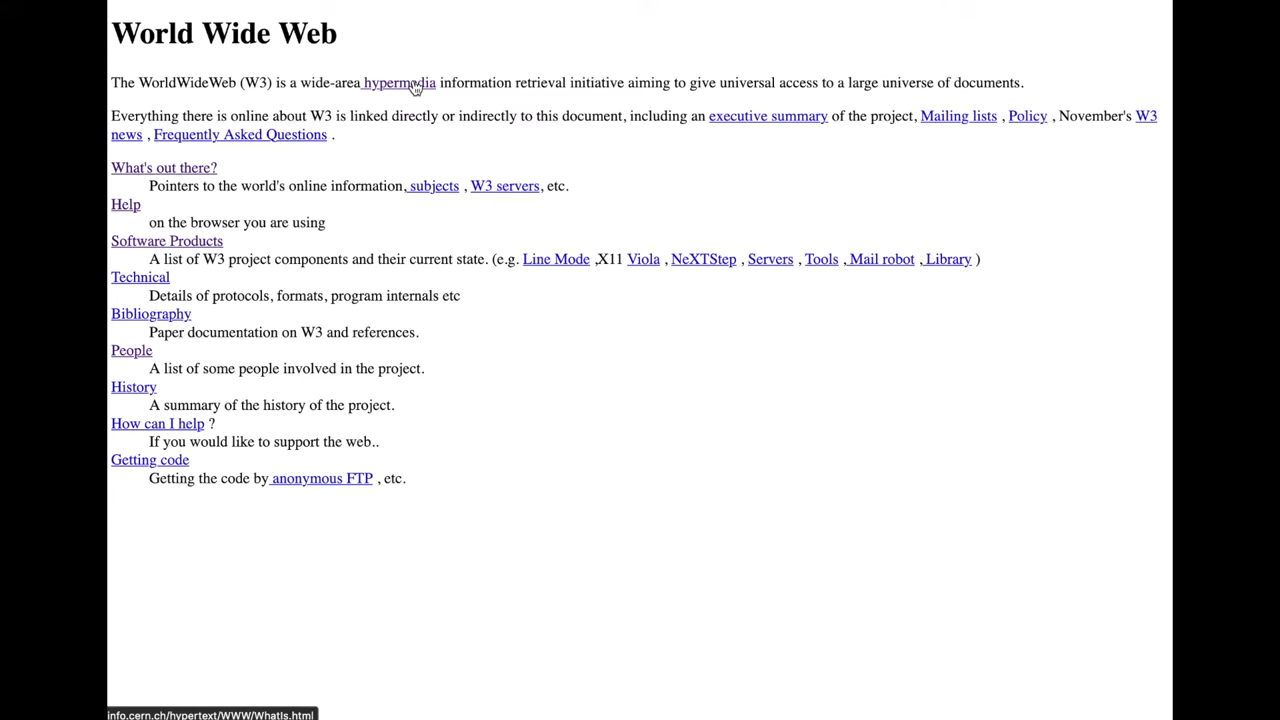 World Wide Web
The WorldWideWeb (W3) is a wide-area hypermedia information retrieval initiative aiming to give universal access to a large universe of documents.
Everything there is online about W3 is linked directly or indirectly to this document, including an executive summary of the project, Mailing lists , Policy , November's W3
news , Frequently Asked Questions .
What's out there?
Pointers to the world's online information, subjects , W3 servers, etc.
Help
on the browser you are using
Software Products
A list of W3 project components and their current state. (e.g. Line Mode ,X11 Viola , NeXTStep , Servers , Tools , Mail robot , Library )
Technical
Details of protocols, formats, program internals etc
Bibliography
Paper documentation on W3 and references.
People
A list of some people involved in the project.
History
A summary of the history of the project.
How can I help ?
If you would like to support the web..
Getting code
Getting the code by anonymous FTP , etc.
info.cern.ch/hypertext/WWW/WhatIs.html